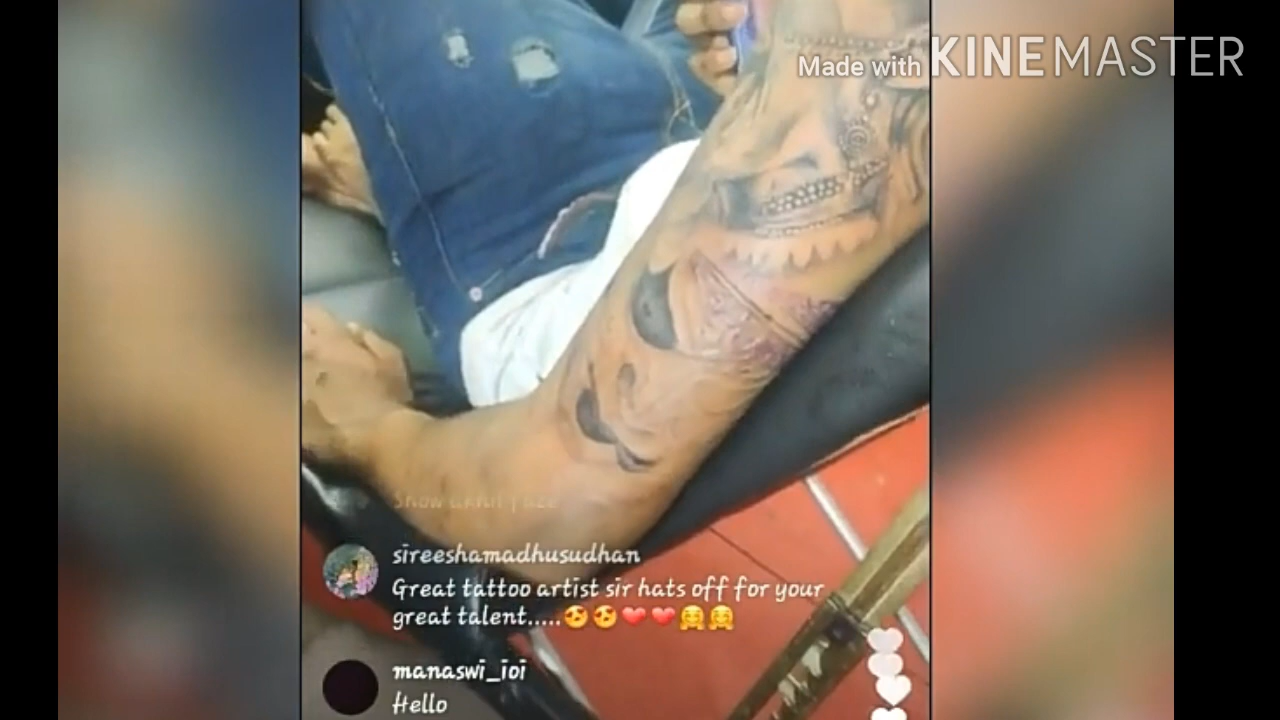 Made with KINEMASTER
sireeshamadhusudhan
Great tattoo artist sir hats off for your
great talent.....🥰🥰❤️❤️🤗🤗
manaswi_ioi
Hello